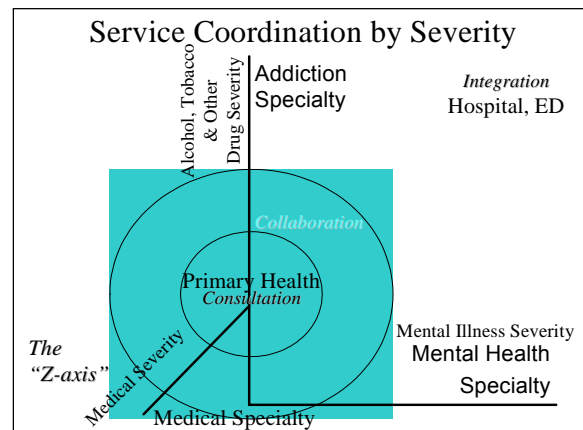 Service Coordination by Severity
Alcohol, Tobacco
& Other
Drug Severity
Addiction
Specialty
Integration
Hospital, ED
Collaboration
Primary Health
Consultation
The
"Z-axis"
Medical Severity
Mental Illness Severity
Mental Health
Specialty
Medical Specialty